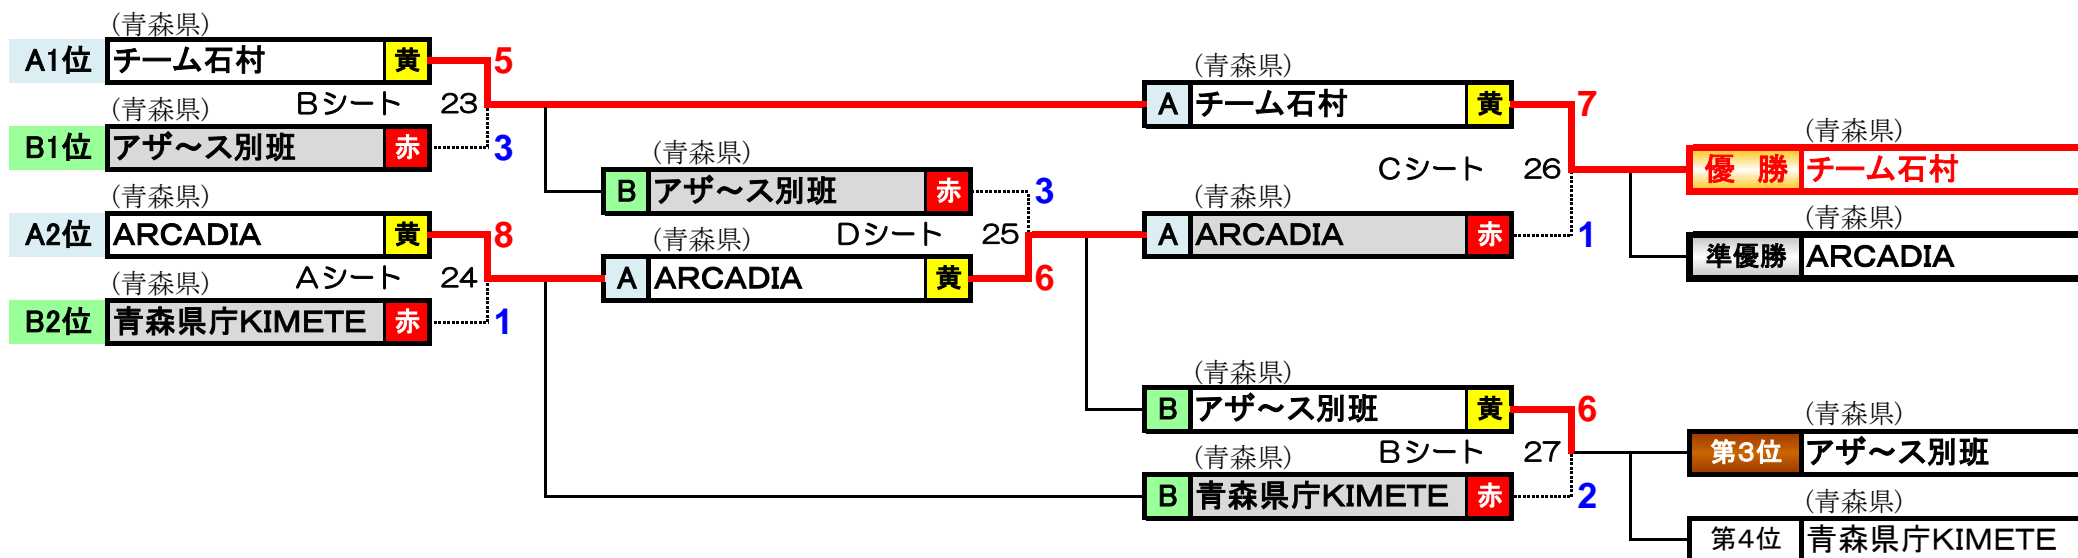 (青森県)
A1位 チーム石村 黄 5
(青森県) Bシート 23
B1位 アザ～ス別班 赤 3
(青森県)
A2位 ARCADIA 黄 8
(青森県) Aシート 24
B2位 青森県庁KIMETE 赤 1
(青森県)
B アザ～ス別班 赤 3
(青森県) Dシート 25
A ARCADIA 黄 6
(青森県)
A チーム石村 黄 7
Cシート 26
(青森県)
A ARCADIA 赤 1
(青森県)
B アザ～ス別班 黄 6
(青森県) Bシート 27
B 青森県庁KIMETE 赤 2
(青森県)
優勝 チーム石村
(青森県)
準優勝 ARCADIA
(青森県)
第3位 アザ～ス別班
(青森県)
第4位 青森県庁KIMETE